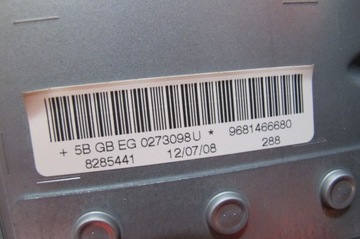 + 5B GB EG 0273098U * 9681466680
8285441 12/07/08 288